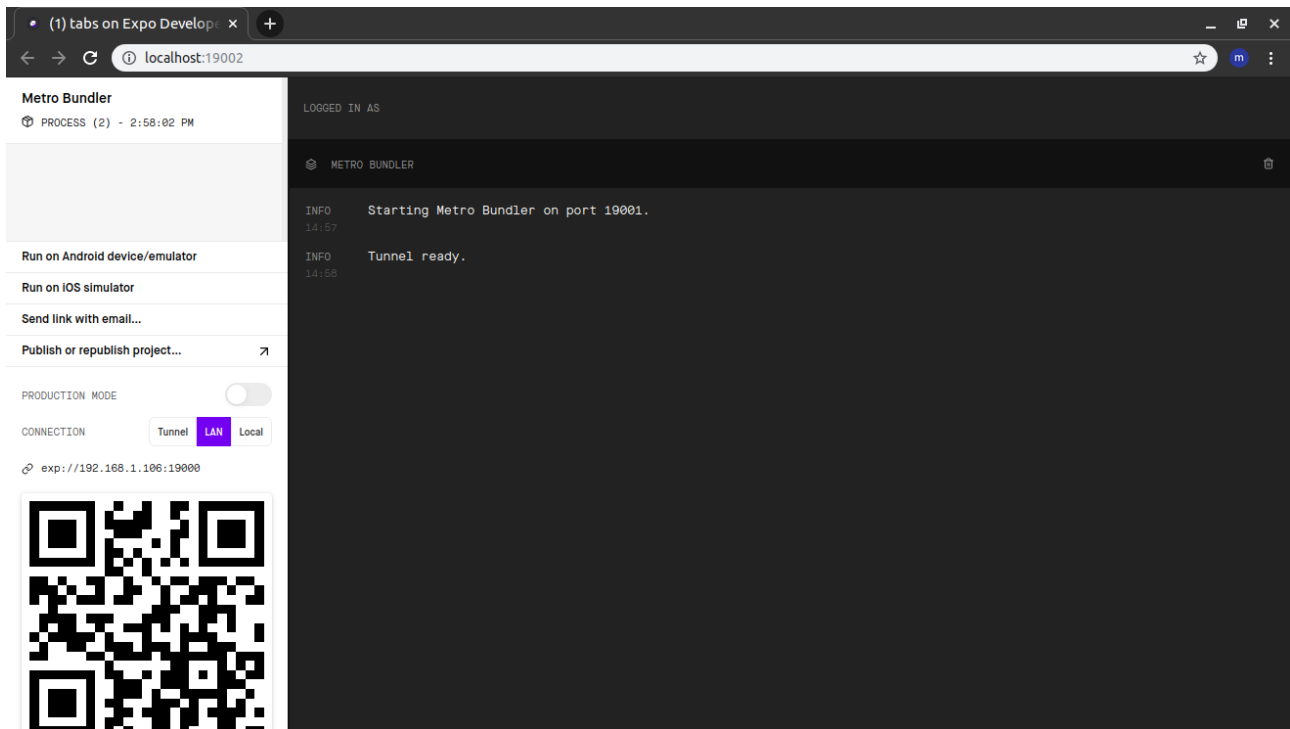 (1) tabs on Expo Develope
localhost:19002
m
Metro Bundler
PROCESS (2) - 2:58:02 PM
Run on Android device/emulator
Run on iOS simulator
Send link with email...
Publish or republish project...
PRODUCTION MODE
CONNECTION Tunnel LAN Local
exp://192.168.1.106:19000
LOGGED IN AS
METRO BUNDLER
INFO Starting Metro Bundler on port 19001.
14:57
INFO Tunnel ready.
14:58